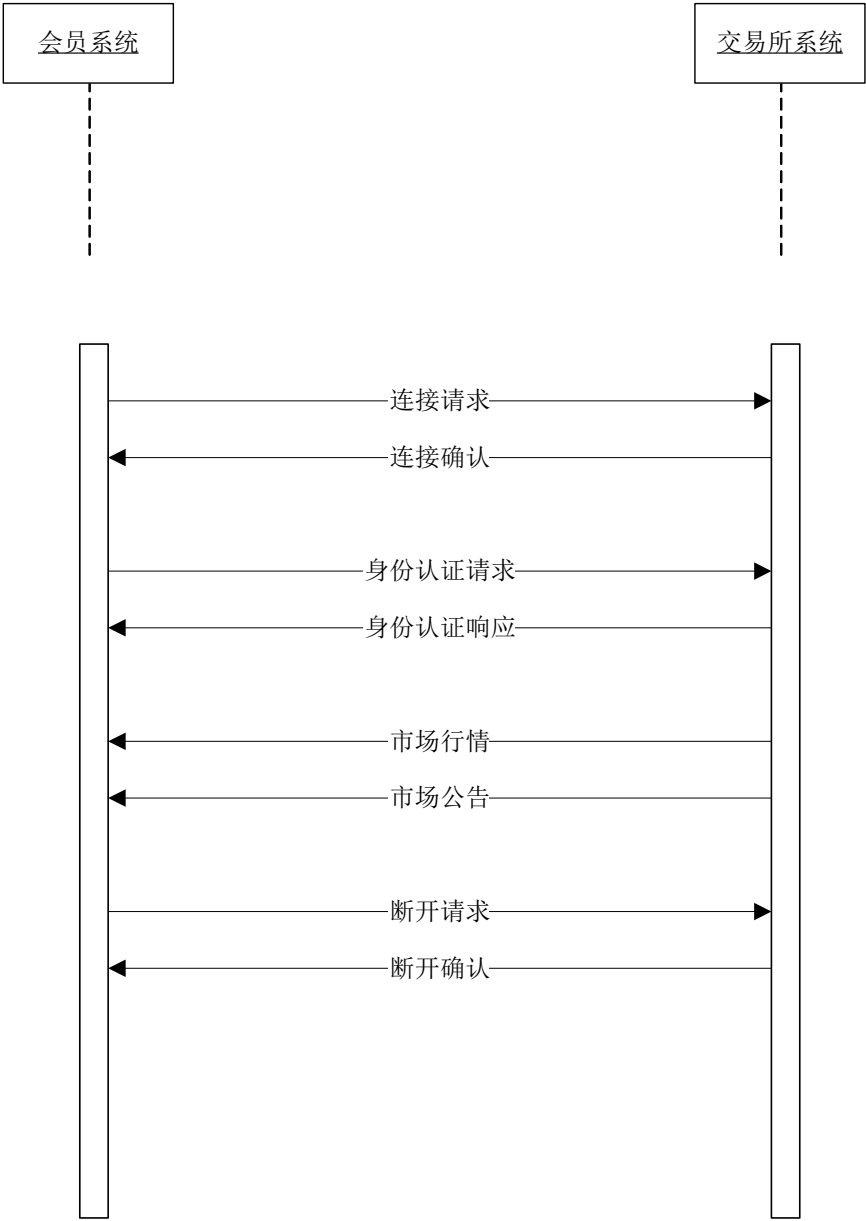 会员系统
交易所系统
连接请求
连接确认
身份认证请求
身份认证响应
市场行情
市场公告
断开请求
断开确认